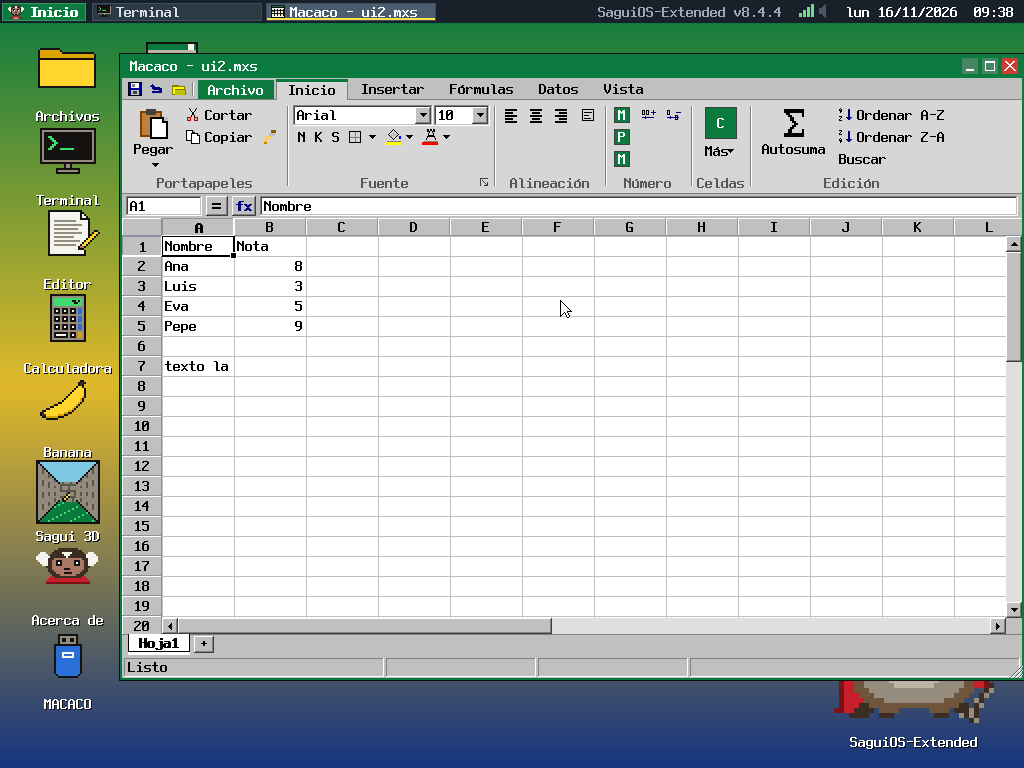 Inicio Terminal Macaco - ui2.mxs SaguiOS-Extended v8.4.4 lun 16/11/2026 09:38
Macaco - ui2.mxs
Archivo Inicio Insertar Fórmulas Datos Vista
Pegar
Cortar
Copiar
Portapapeles
Arial 10
N K S
Fuente
Alineación
M
P
M
Número
C
Más
Celdas
Σ
Autosuma
Ordenar A-Z
Ordenar Z-A
Buscar
Edición
A1 = fx Nombre
A B C D E F G H I J K L
1 Nombre Nota
2 Ana 8
3 Luis 3
4 Eva 5
5 Pepe 9
6
7 texto la
8
9
10
11
12
13
14
15
16
17
18
19
20
Hoja1 +
Listo
Archivos
Terminal
Editor
Calculadora
Banana
Sagui 3D
Acerca de
MACACO
SaguiOS-Extended